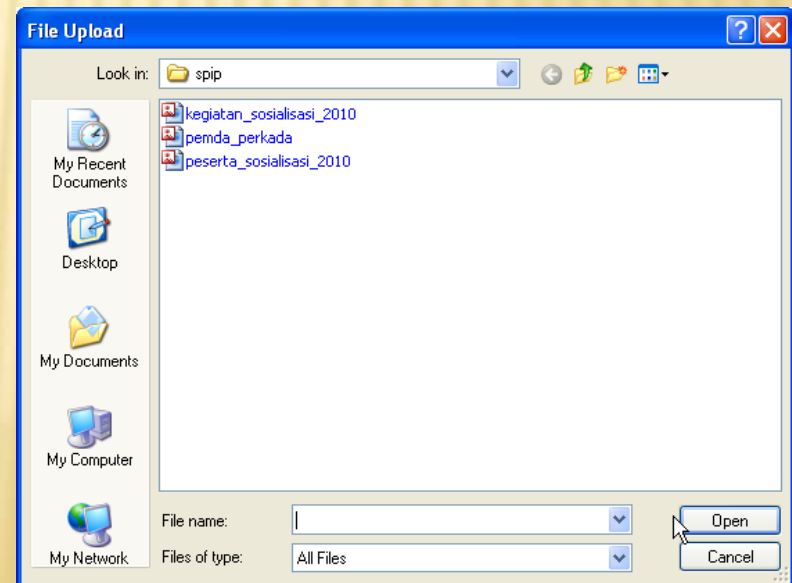 File Upload
Look in: spip
kegiatan_sosialisasi_2010
pemda_perkada
peserta_sosialisasi_2010
My Recent
Documents
Desktop
My Documents
My Computer
My Network
File name: Open
Files of type: All Files Cancel